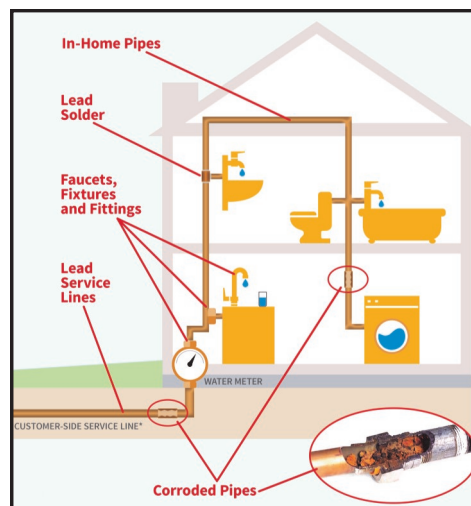 In-Home Pipes
Lead
Solder
Faucets,
Fixtures
and Fittings
Lead
Service
Lines
WATER METER
CUSTOMER-SIDE SERVICE LINE*
Corroded Pipes